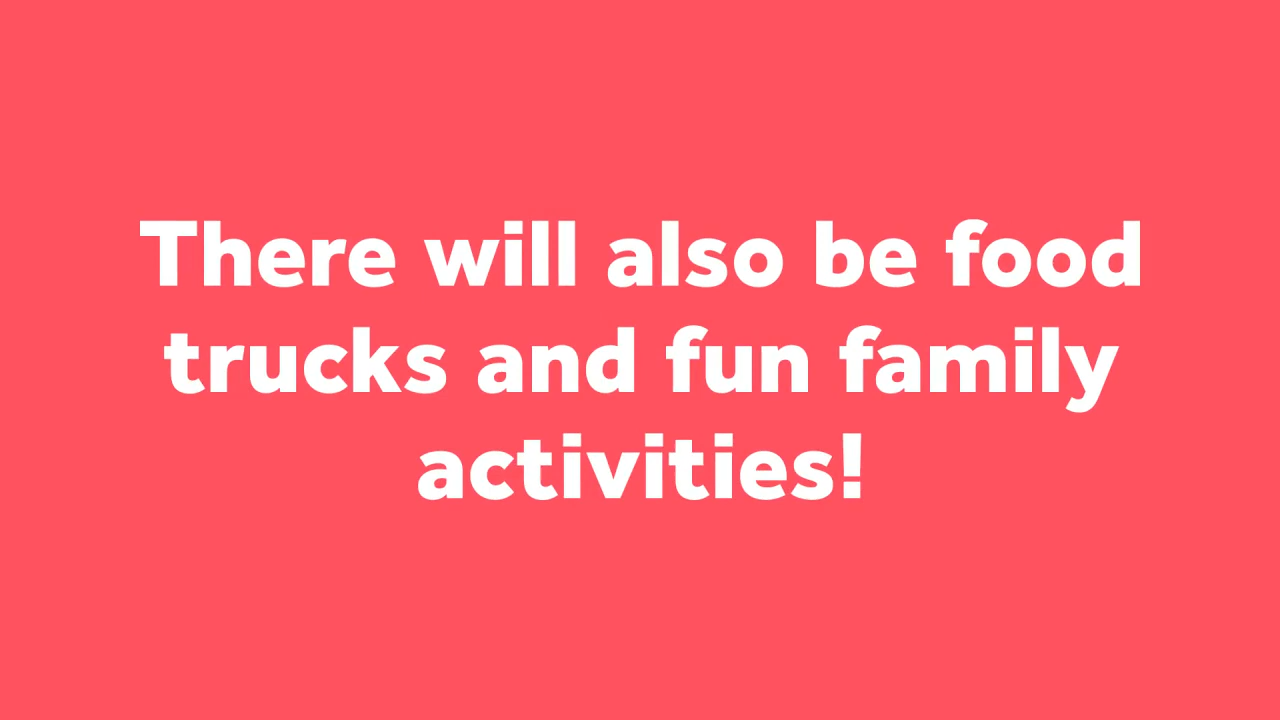 There will also be food
trucks and fun family
activities!